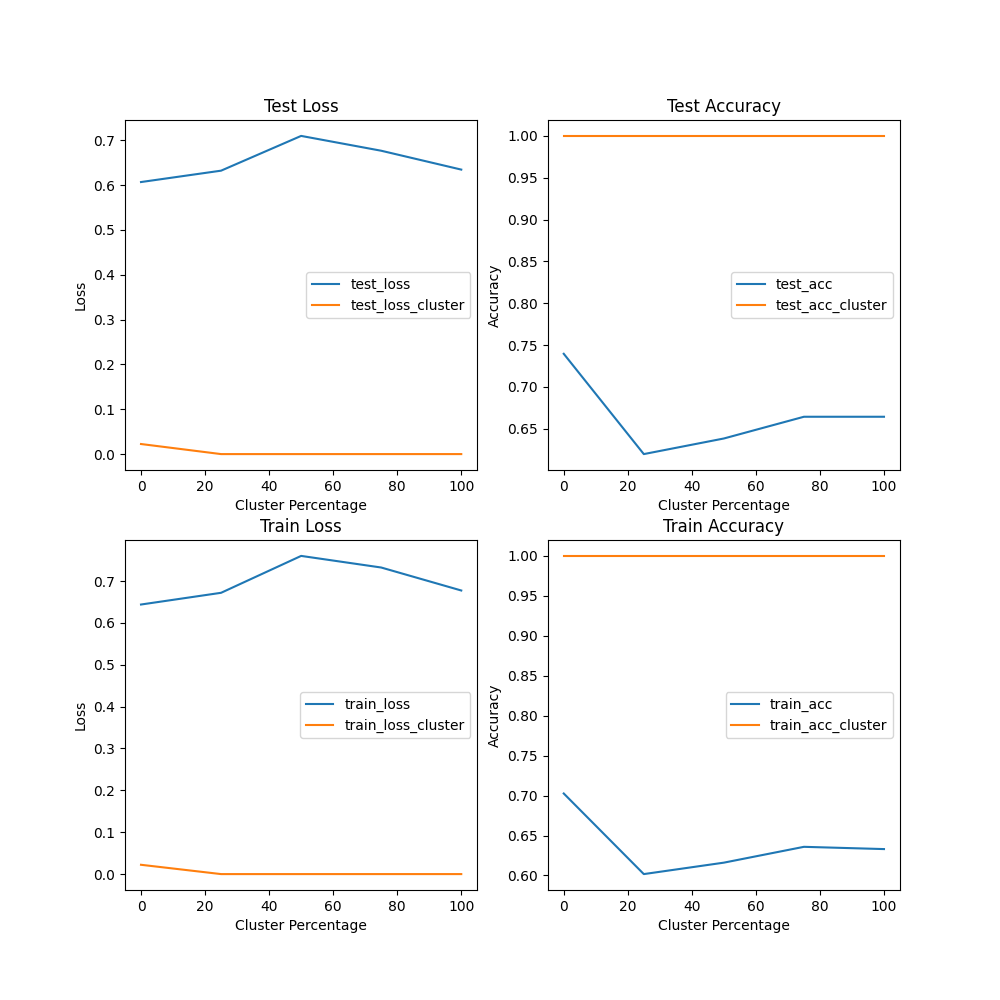 Test Loss
Loss
0.7
0.6
0.5
0.4
0.3
0.2
0.1
0.0
test_loss
test_loss_cluster
0 20 40 60 80 100
Cluster Percentage
Test Accuracy
Accuracy
1.00
0.95
0.90
0.85
0.80
0.75
0.70
0.65
test_acc
test_acc_cluster
0 20 40 60 80 100
Cluster Percentage
Train Loss
Loss
0.7
0.6
0.5
0.4
0.3
0.2
0.1
0.0
train_loss
train_loss_cluster
0 20 40 60 80 100
Cluster Percentage
Train Accuracy
Accuracy
1.00
0.95
0.90
0.85
0.80
0.75
0.70
0.65
0.60
train_acc
train_acc_cluster
0 20 40 60 80 100
Cluster Percentage